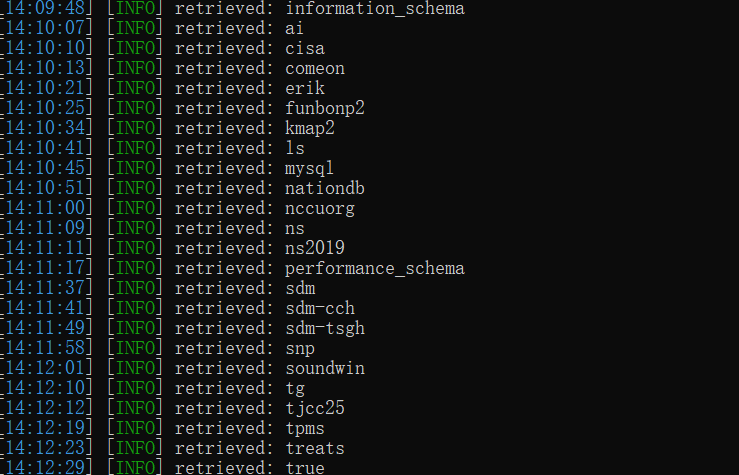 [14:09:48] [INFO] retrieved: information_schema
[14:10:07] [INFO] retrieved: ai
[14:10:10] [INFO] retrieved: cisa
[14:10:13] [INFO] retrieved: comeon
[14:10:21] [INFO] retrieved: erik
[14:10:25] [INFO] retrieved: funbonp2
[14:10:34] [INFO] retrieved: kmap2
[14:10:41] [INFO] retrieved: ls
[14:10:45] [INFO] retrieved: mysql
[14:10:51] [INFO] retrieved: nationdb
[14:11:00] [INFO] retrieved: nccuorg
[14:11:09] [INFO] retrieved: ns
[14:11:11] [INFO] retrieved: ns2019
[14:11:17] [INFO] retrieved: performance_schema
[14:11:37] [INFO] retrieved: sdm
[14:11:41] [INFO] retrieved: sdm-cch
[14:11:49] [INFO] retrieved: sdm-tsgh
[14:11:58] [INFO] retrieved: snp
[14:12:01] [INFO] retrieved: soundwin
[14:12:10] [INFO] retrieved: tg
[14:12:12] [INFO] retrieved: tjcc25
[14:12:19] [INFO] retrieved: tpms
[14:12:23] [INFO] retrieved: treats
[14:12:29] [INFO] retrieved: true